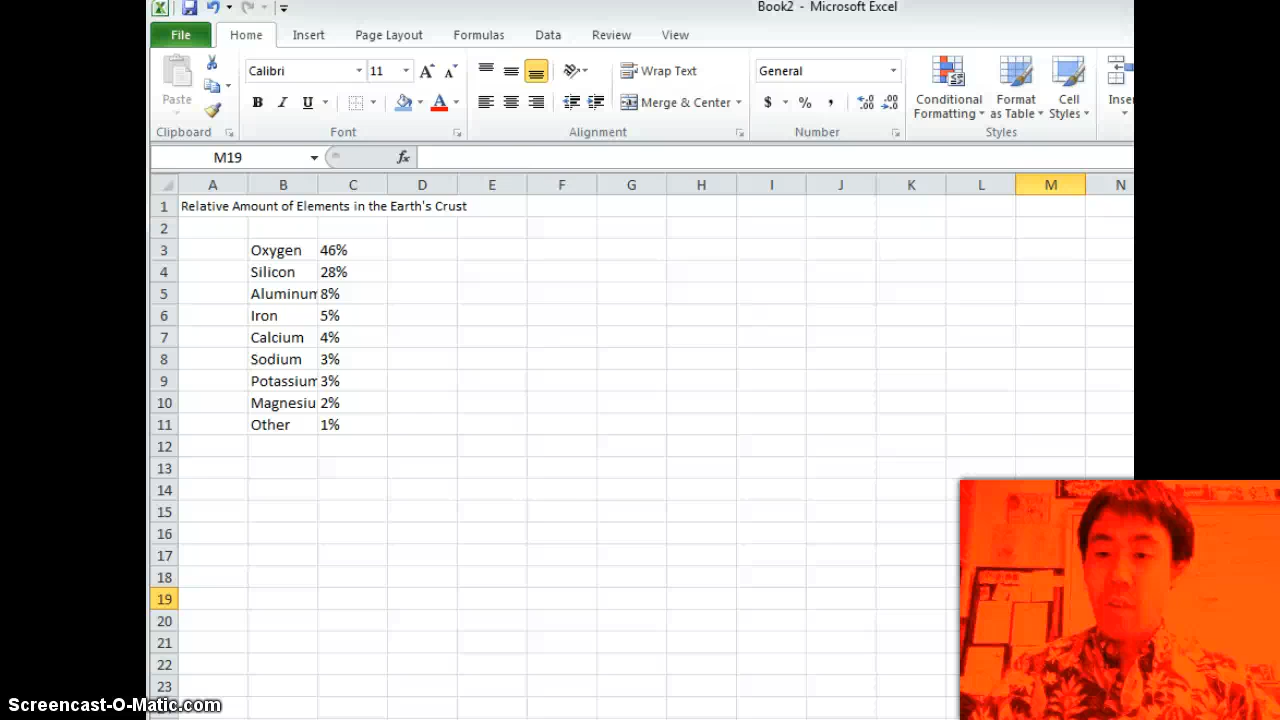 Book2 - Microsoft Excel
File Home Insert Page Layout Formulas Data Review View
Calibri 11 Wrap Text General
Paste B I U Merge & Center $ % , Conditional Formatting Format as Table Cell Styles
Clipboard Font Alignment Number Styles
M19 fx
A B C D E F G H I J K L M N
1 Relative Amount of Elements in the Earth's Crust
2
3 Oxygen 46%
4 Silicon 28%
5 Aluminum 8%
6 Iron 5%
7 Calcium 4%
8 Sodium 3%
9 Potassium 3%
10 Magnesiu 2%
11 Other 1%
12
13
14
15
16
17
18
19
20
21
22
23
Screencast-O-Matic.com